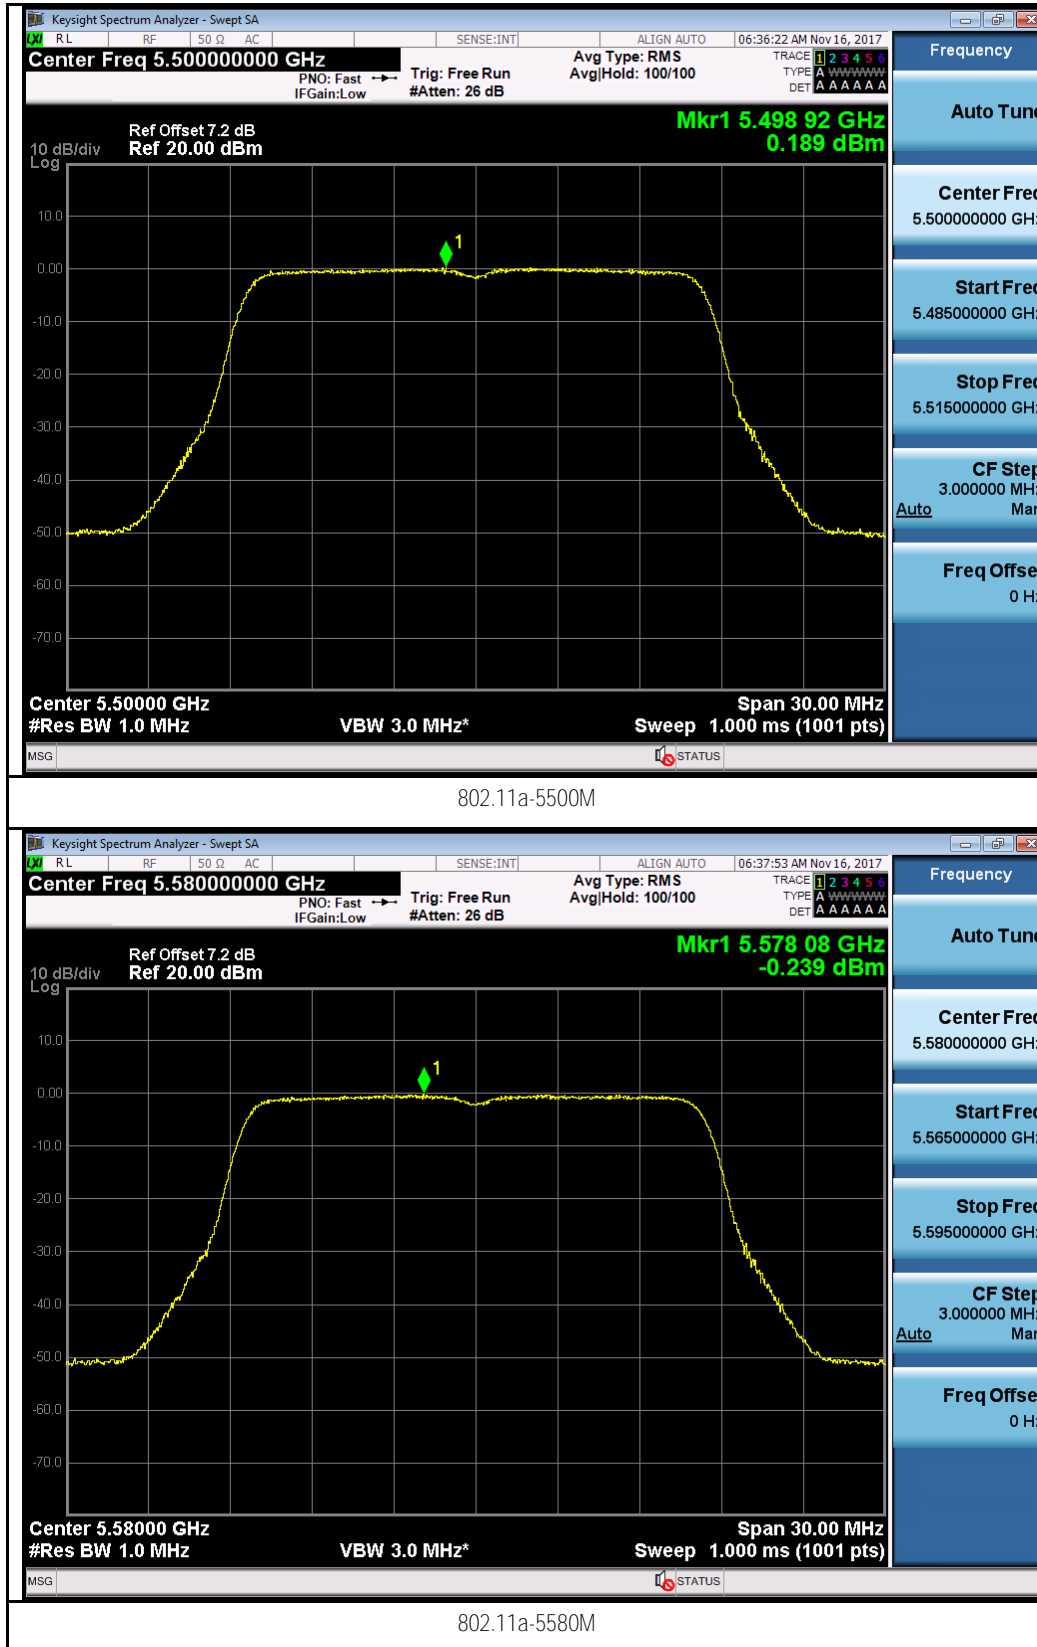 Keysight Spectrum Analyzer - Swept SA
LXI RL RF 50 Ω AC SENSE:INT ALIGN AUTO 06:36:22 AM Nov 16, 2017
Center Freq 5.500000000 GHz
PNO: Fast
IFGain:Low
Trig: Free Run
#Atten: 26 dB
Avg Type: RMS
Avg|Hold: 100/100
TRACE 1 2 3 4 5 6
TYPE A WWWWW
DET A A A A A A
Frequency
Auto Tune
Mkr1 5.498 92 GHz
0.189 dBm
Ref Offset 7.2 dB
10 dB/div Ref 20.00 dBm
Log
10.0
0.00
-10.0
-20.0
-30.0
-40.0
-50.0
-60.0
-70.0
1
Center Freq
5.500000000 GHz
Start Freq
5.485000000 GHz
Stop Freq
5.515000000 GHz
CF Step
3.000000 MHz
Auto Man
Freq Offset
0 Hz
Center 5.50000 GHz Span 30.00 MHz
#Res BW 1.0 MHz VBW 3.0 MHz* Sweep 1.000 ms (1001 pts)
MSG STATUS
802.11a-5500M
Keysight Spectrum Analyzer - Swept SA
LXI RL RF 50 Ω AC SENSE:INT ALIGN AUTO 06:37:53 AM Nov 16, 2017
Center Freq 5.580000000 GHz
PNO: Fast
IFGain:Low
Trig: Free Run
#Atten: 26 dB
Avg Type: RMS
Avg|Hold: 100/100
TRACE 1 2 3 4 5 6
TYPE A WWWWW
DET A A A A A A
Frequency
Auto Tune
Mkr1 5.578 08 GHz
-0.239 dBm
Ref Offset 7.2 dB
10 dB/div Ref 20.00 dBm
Log
10.0
0.00
-10.0
-20.0
-30.0
-40.0
-50.0
-60.0
-70.0
1
Center Freq
5.580000000 GHz
Start Freq
5.565000000 GHz
Stop Freq
5.595000000 GHz
CF Step
3.000000 MHz
Auto Man
Freq Offset
0 Hz
Center 5.58000 GHz Span 30.00 MHz
#Res BW 1.0 MHz VBW 3.0 MHz* Sweep 1.000 ms (1001 pts)
MSG STATUS
802.11a-5580M